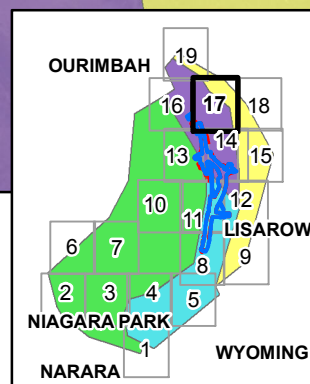 19
OURIMBAH
16 17 18
14
13 15
10 12
11 LISAROW
6 7
8 9
2 3 4 5
NIAGARA PARK
1 WYOMING
NARARA